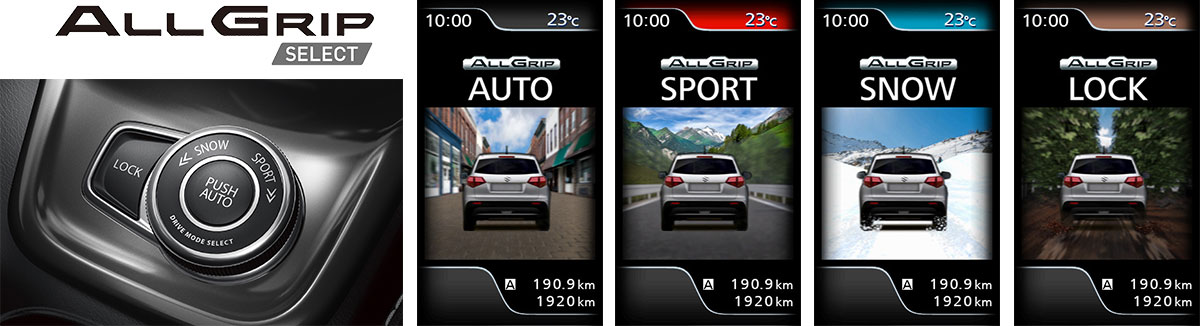 ALLGRIP
SELECT
LOCK
SNOW
SPORT
PUSH
AUTO
DRIVE MODE SELECT
10:00 23°C
ALLGRIP
AUTO
A 190.9km
1920km
10:00 23°C
ALLGRIP
SPORT
A 190.9km
1920km
10:00 23°C
ALLGRIP
SNOW
A 190.9km
1920km
10:00 23°C
ALLGRIP
LOCK
A 190.9km
1920km